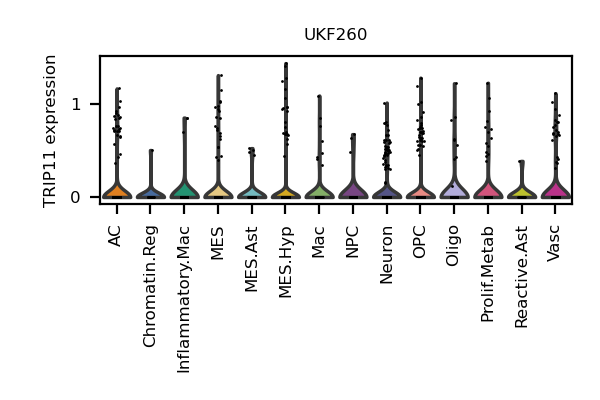 UKF260
TRIP11 expression
1
0
AC
Chromatin.Reg
Inflammatory.Mac
MES
MES.Ast
MES.Hyp
Mac
NPC
Neuron
OPC
Oligo
Prolif.Metab
Reactive.Ast
Vasc